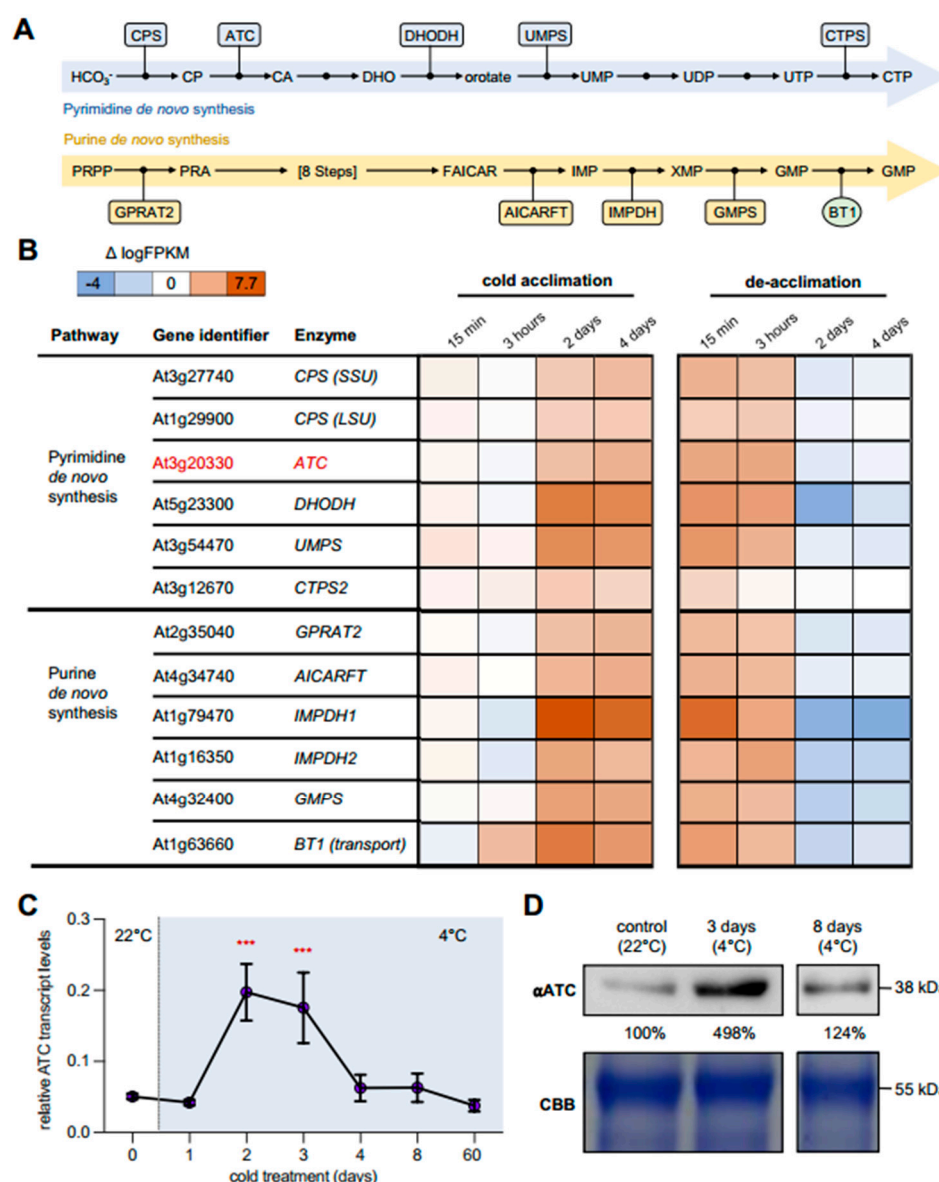 A
CPS ATC DHODH UMPS CTPS
HCO₃⁻ CP CA DHO orotate UMP UDP UTP CTP
Pyrimidine de novo synthesis
Purine de novo synthesis
PRPP PRA [8 Steps] FAICAR IMP XMP GMP GMP
GPRAT2 AICARFT IMPDH GMPS BT1
B
Δ logFPKM
-4 0 7.7
cold acclimation de-acclimation
Pathway Gene identifier Enzyme 15 min 3 hours 2 days 4 days 15 min 3 hours 2 days 4 days
Pyrimidine
de novo
synthesis
At3g27740 CPS (SSU)
At1g29900 CPS (LSU)
At3g20330 ATC
At5g23300 DHODH
At3g54470 UMPS
At3g12670 CTPS2
Purine
de novo
synthesis
At2g35040 GPRAT2
At4g34740 AICARFT
At1g79470 IMPDH1
At1g16350 IMPDH2
At4g32400 GMPS
At1g63660 BT1 (transport)
C
relative ATC transcript levels
0.3
0.2
0.1
0.0
22°C 4°C
*** ***
0 1 2 3 4 8 60
cold treatment (days)
D
control 3 days 8 days
(22°C) (4°C) (4°C)
αATC 38 kD
100% 498% 124%
CBB 55 kD